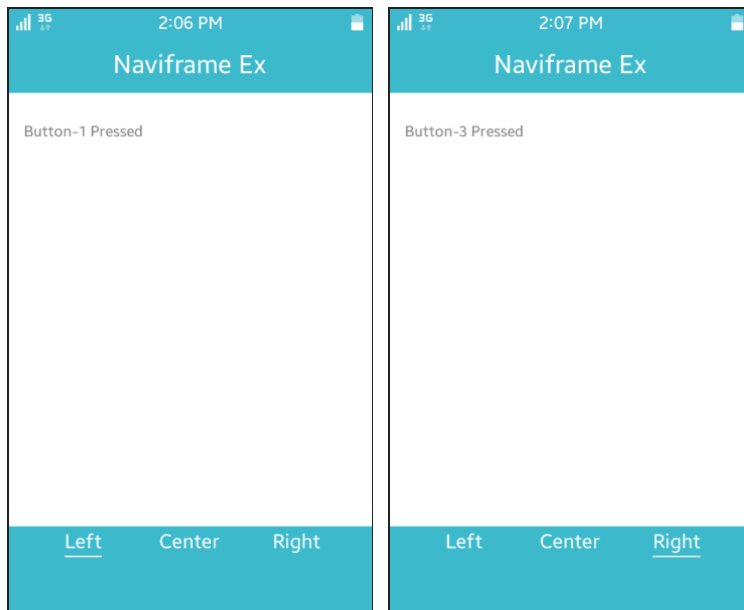 3G 2:06 PM
Naviframe Ex
Button-1 Pressed
Left Center Right
3G 2:07 PM
Naviframe Ex
Button-3 Pressed
Left Center Right